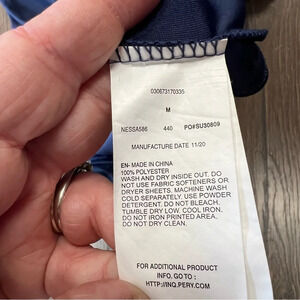 030673170335
M
NESSA586 440 PO#SU30809
MANUFACTURE DATE 11/20
EN- MADE IN CHINA
100% POLYESTER
WASH AND DRY INSIDE OUT. DO
NOT USE FABRIC SOFTENERS OR
DRYER SHEETS. MACHINE WASH
COLD SEPARATELY. USE POWDER
DETERGENT. DO NOT BLEACH.
TUMBLE DRY LOW. COOL IRON,
DO NOT IRON PRINTED AREA.
DO NOT DRY CLEAN.
FOR ADDITIONAL PRODUCT
INFO. GO TO :
HTTP://INQ.PERY.COM